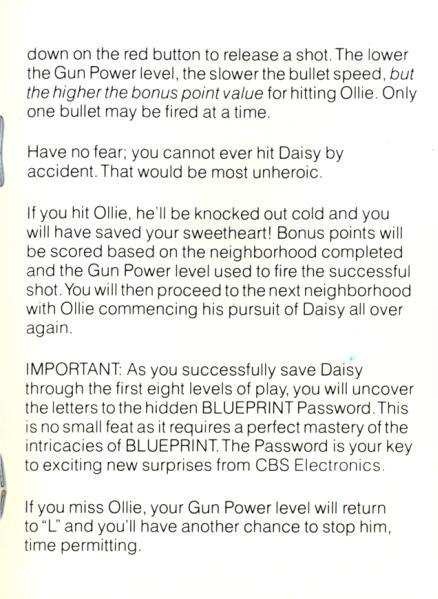 down on the red button to release a shot. The lower
the Gun Power level, the slower the bullet speed, but
the higher the bonus point value for hitting Ollie. Only
one bullet may be fired at a time.
Have no fear; you cannot ever hit Daisy by
accident. That would be most unheroic.
If you hit Ollie, he'll be knocked out cold and you
will have saved your sweetheart! Bonus points will
be scored based on the neighborhood completed
and the Gun Power level used to fire the successful
shot. You will then proceed to the next neighborhood
with Ollie commencing his pursuit of Daisy all over
again.
IMPORTANT: As you successfully save Daisy
through the first eight levels of play, you will uncover
the letters to the hidden BLUEPRINT Password. This
is no small feat as it requires a perfect mastery of the
intricacies of BLUEPRINT. The Password is your key
to exciting new surprises from CBS Electronics.
If you miss Ollie, your Gun Power level will return
to "L" and you'll have another chance to stop him,
time permitting.